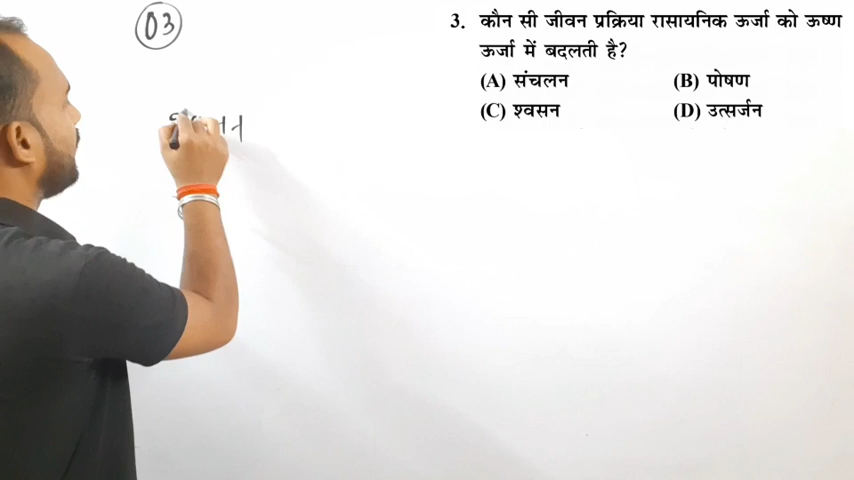 03
3. कौन सी जीवन प्रक्रिया रासायनिक ऊर्जा को ऊष्ण
ऊर्जा में बदलती है?
(A) संचलन (B) पोषण
(C) श्वसन (D) उत्सर्जन